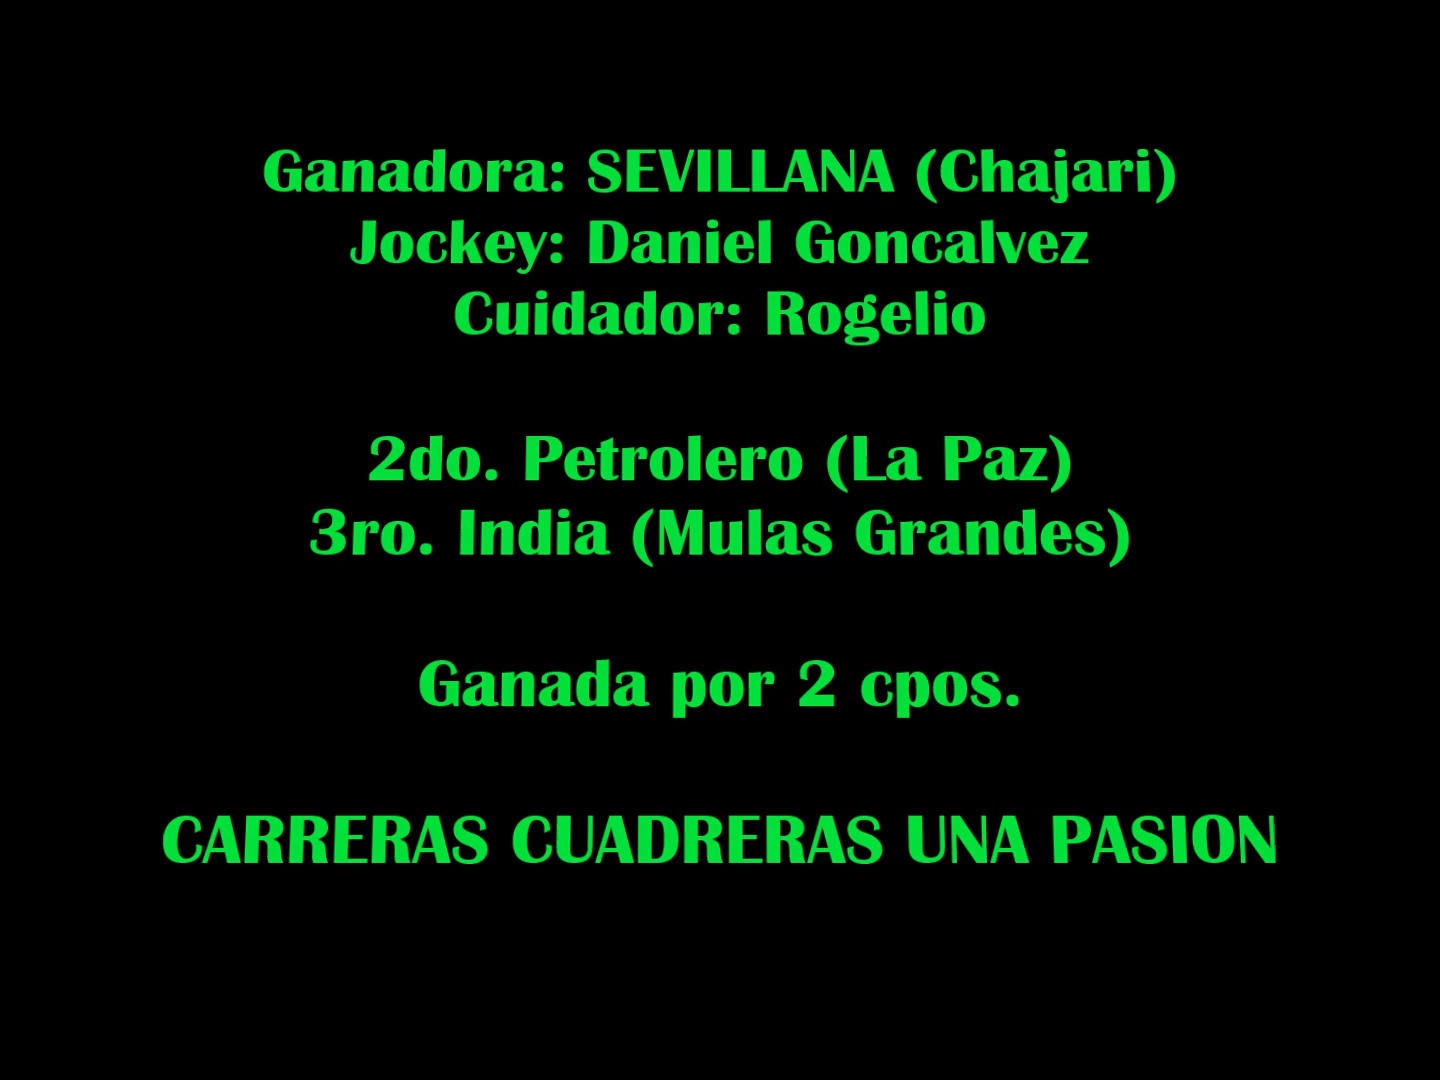 Ganadora: SEVILLANA (Chajari)
Jockey: Daniel Goncalvez
Cuidador: Rogelio
2do. Petrolero (La Paz)
3ro. India (Mulas Grandes)
Ganada por 2 cpos.
CARRERAS CUADRERAS UNA PASION